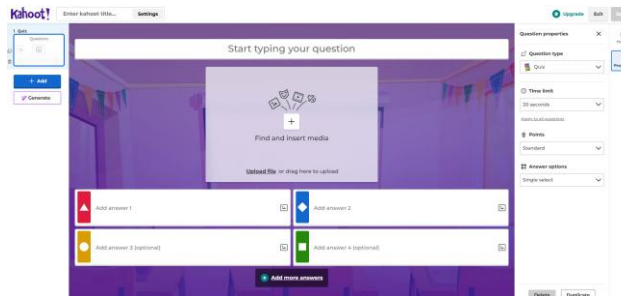 Kahoot!
Enter kahoot title...
Settings
Upgrade
Exit
1 Quiz
Question
+ Add
Generate
Start typing your question
Find and insert media
Upload file or drag here to upload
Add answer 1
Add answer 2
Add answer 3 (optional)
Add answer 4 (optional)
Add more answers
Question properties
Question type
Quiz
Time limit
20 seconds
Apply to all questions
Points
Standard
Answer options
Single select
Delete
Duplicate